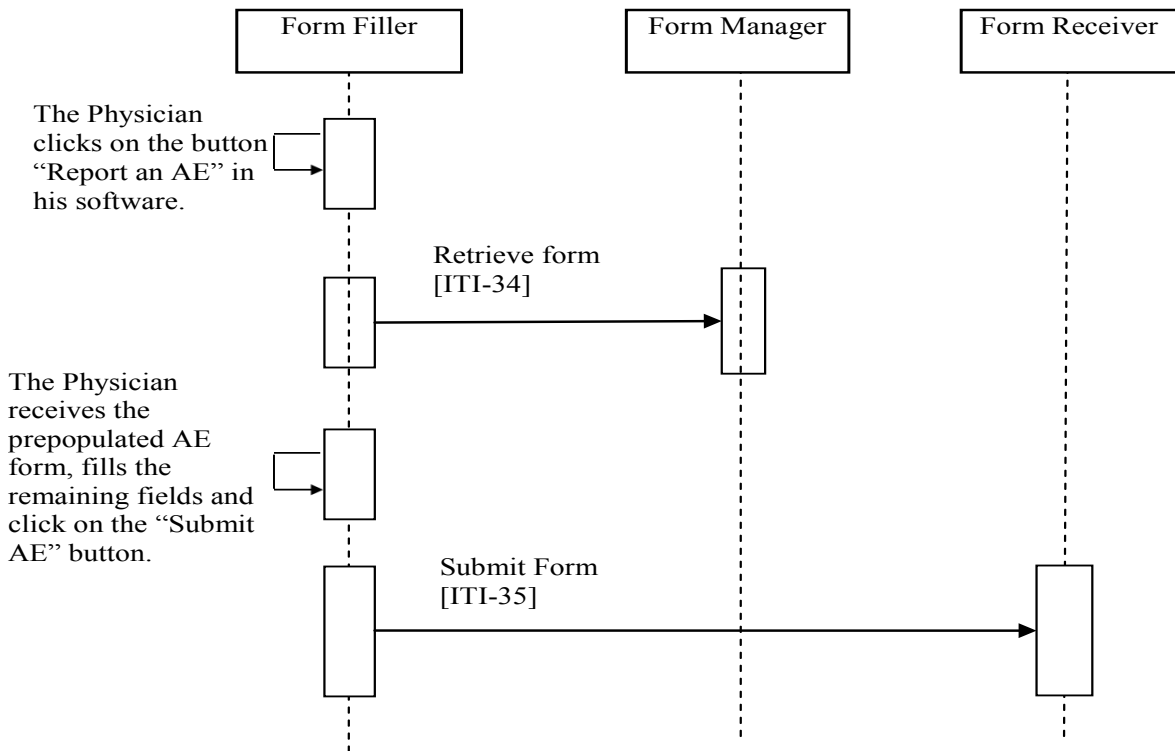 Form Filler
Form Manager
Form Receiver
The Physician
clicks on the button
“Report an AE” in
his software.
Retrieve form
[ITI-34]
The Physician
receives the
prepopulated AE
form, fills the
remaining fields and
click on the “Submit
AE” button.
Submit Form
[ITI-35]